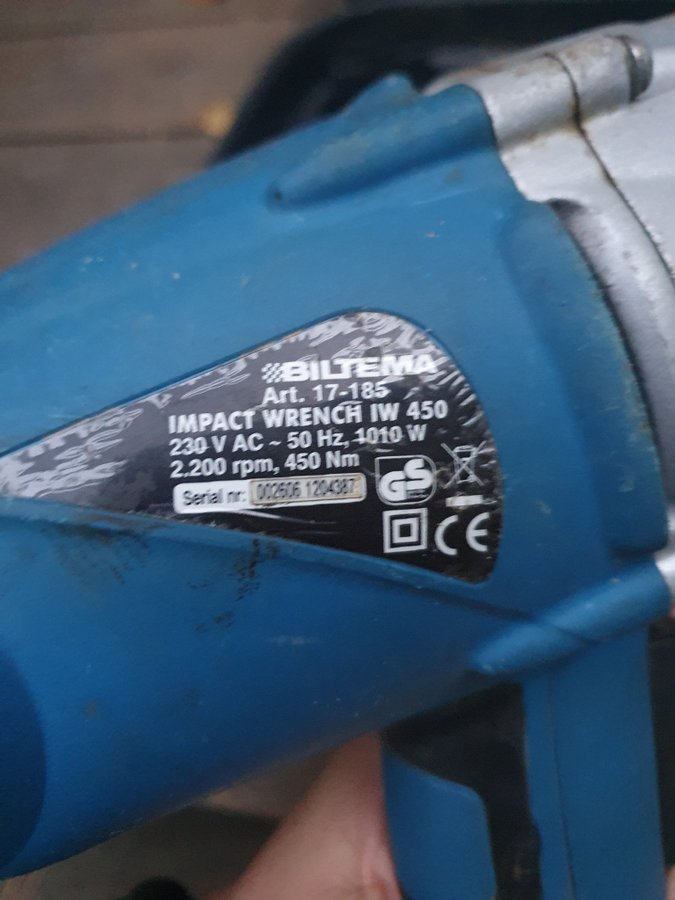 BILTEMA
Art. 17-185
IMPACT WRENCH IW 450
230 V AC ~ 50 Hz, 1010 W
2.200 rpm, 450 Nm
Serial nr: 002606 1204387
GS
CE